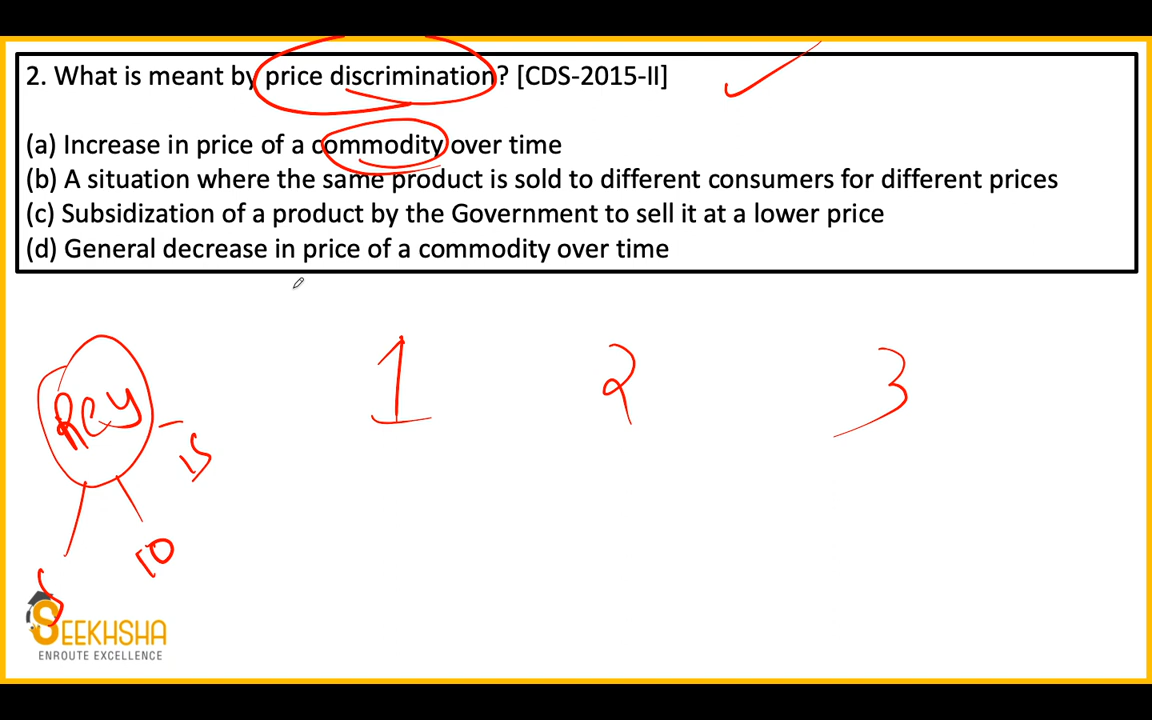 2. What is meant by price discrimination? [CDS-2015-II]
(a) Increase in price of a commodity over time
(b) A situation where the same product is sold to different consumers for different prices
(c) Subsidization of a product by the Government to sell it at a lower price
(d) General decrease in price of a commodity over time
1 2 3
15
10
SEEKHSHA
ENROUTE EXCELLENCE